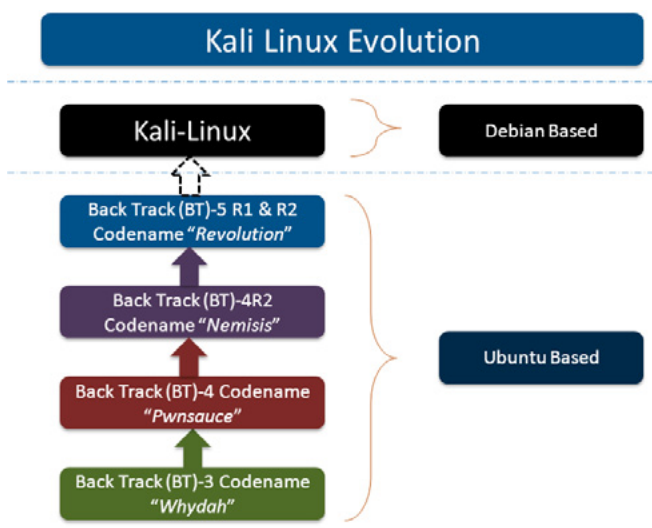 Kali Linux Evolution
Kali-Linux
Debian Based
Back Track (BT)-5 R1 & R2
Codename “Revolution”
Back Track (BT)-4R2
Codename “Nemisis”
Ubuntu Based
Back Track (BT)-4 Codename
“Pwnsauce”
Back Track (BT)-3 Codename
“Whydah”